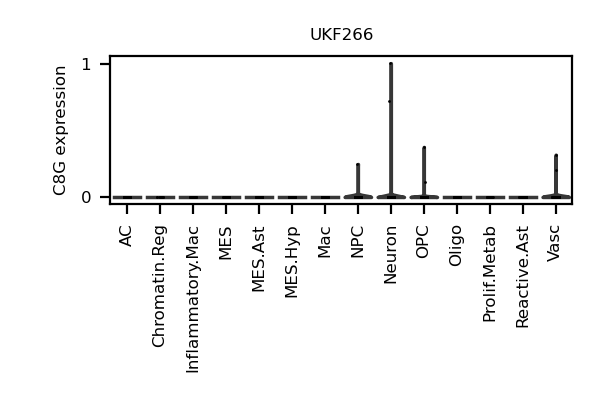 UKF266
C8G expression
1
0
AC
Chromatin.Reg
Inflammatory.Mac
MES
MES.Ast
MES.Hyp
Mac
NPC
Neuron
OPC
Oligo
Prolif.Metab
Reactive.Ast
Vasc